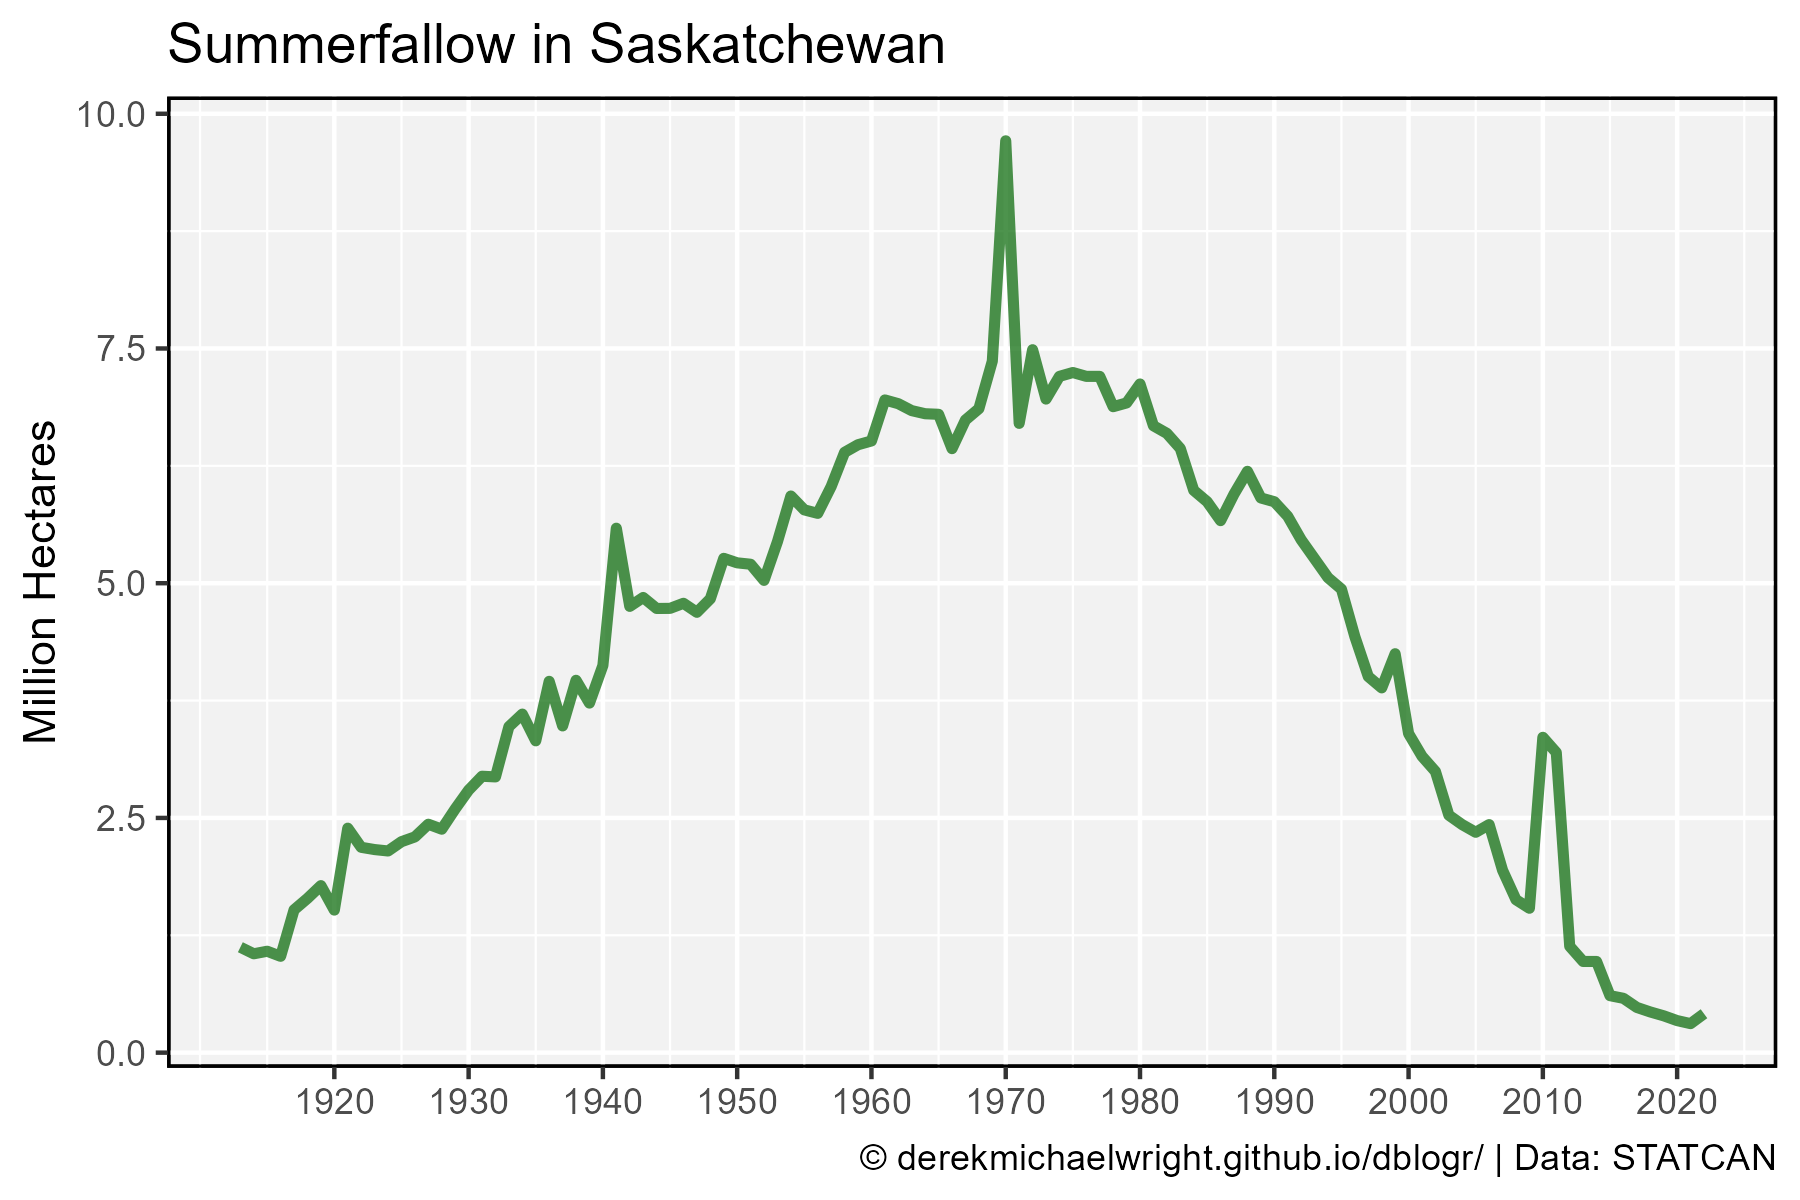 Summerfallow in Saskatchewan
10.0
7.5
5.0
2.5
0.0
Million Hectares
1920 1930 1940 1950 1960 1970 1980 1990 2000 2010 2020
© derekmichaelwright.github.io/dblogr/ | Data: STATCAN